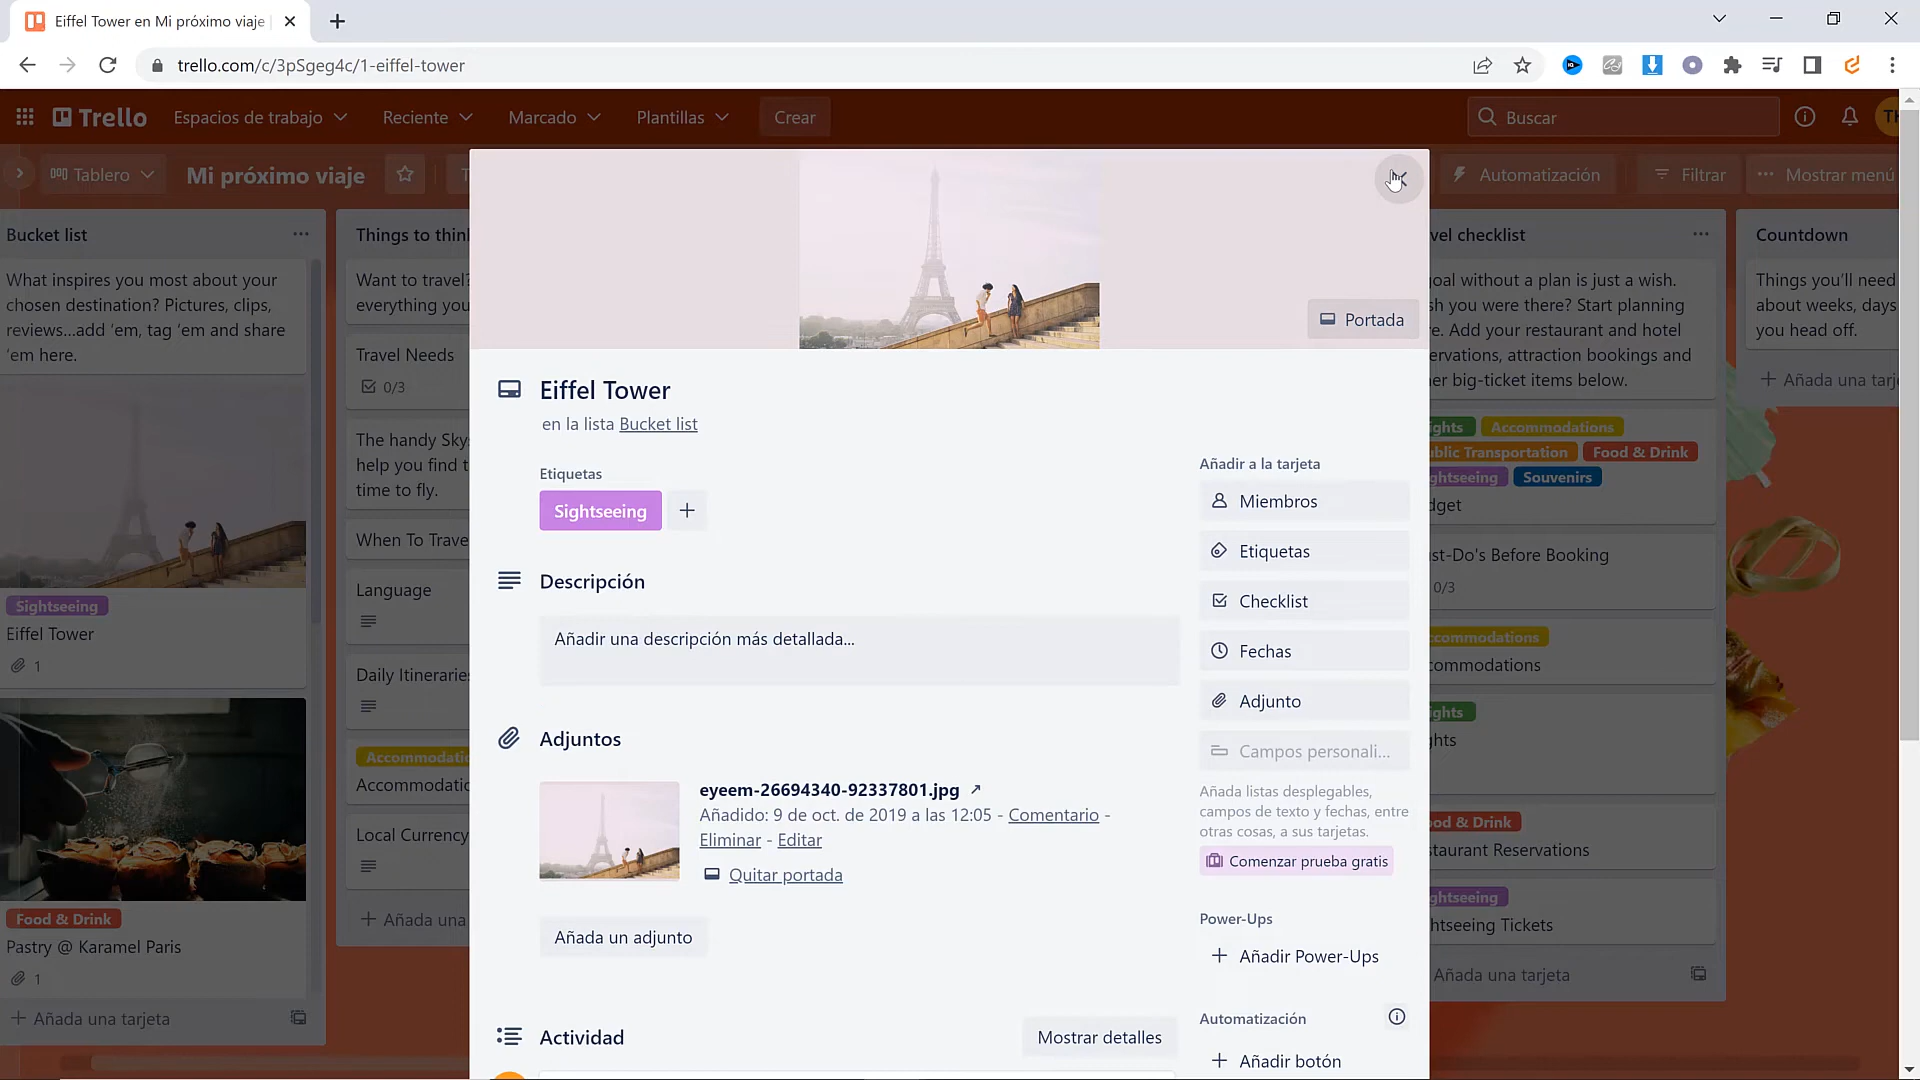 Eiffel Tower en Mi próximo viaje
trello.com/c/3pSgeg4c/1-eiffel-tower
Trello
Espacios de trabajo
Reciente
Marcado
Plantillas
Crear
Buscar
Tablero
Mi próximo viaje
Automatización
Filtrar
Mostrar menú
Bucket list
What inspires you most about your
chosen destination? Pictures, clips,
reviews...add ‘em, tag ‘em and share
‘em here.
Sightseeing
Eiffel Tower
1
Food & Drink
Pastry @ Karamel Paris
1
+ Añada una tarjeta
Things to thin
Want to travel?
everything you
Travel Needs
0/3
The handy Sky
help you find t
time to fly.
When To Trave
Language
Daily Itinerarie
Accommodatio
Accommodatio
Local Currency
+ Añada una
Portada
Eiffel Tower
en la lista Bucket list
Etiquetas
Sightseeing
+
Descripción
Añadir una descripción más detallada...
Adjuntos
eyeem-26694340-92337801.jpg
Añadido: 9 de oct. de 2019 a las 12:05 - Comentario -
Eliminar - Editar
Quitar portada
Añada un adjunto
Actividad
Mostrar detalles
Añadir a la tarjeta
Miembros
Etiquetas
Checklist
Fechas
Adjunto
Campos personali...
Añada listas desplegables,
campos de texto y fechas, entre
otras cosas, a sus tarjetas.
Comenzar prueba gratis
Power-Ups
+ Añadir Power-Ups
Automatización
+ Añadir botón
vel checklist
goal without a plan is just a wish.
sh you were there? Start planning
re. Add your restaurant and hotel
ervations, attraction bookings and
her big-ticket items below.
ights
Accommodations
ublic Transportation
Food & Drink
ghtseeing
Souvenirs
dget
st-Do's Before Booking
0/3
ccommodations
commodations
ights
ghts
ood & Drink
staurant Reservations
ghtseeing
htseeing Tickets
Añada una tarjeta
Countdown
Things you’ll need
about weeks, days
you head off.
+ Añada una tarje